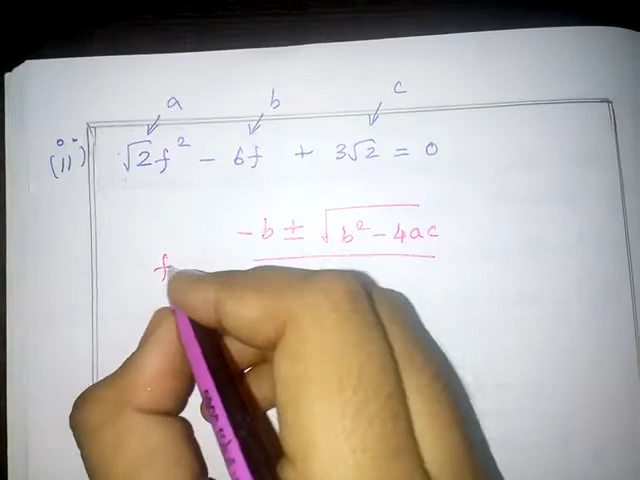 a b c
(ii) √2f² - 6f + 3√2 = 0
-b ± √b² - 4ac
f